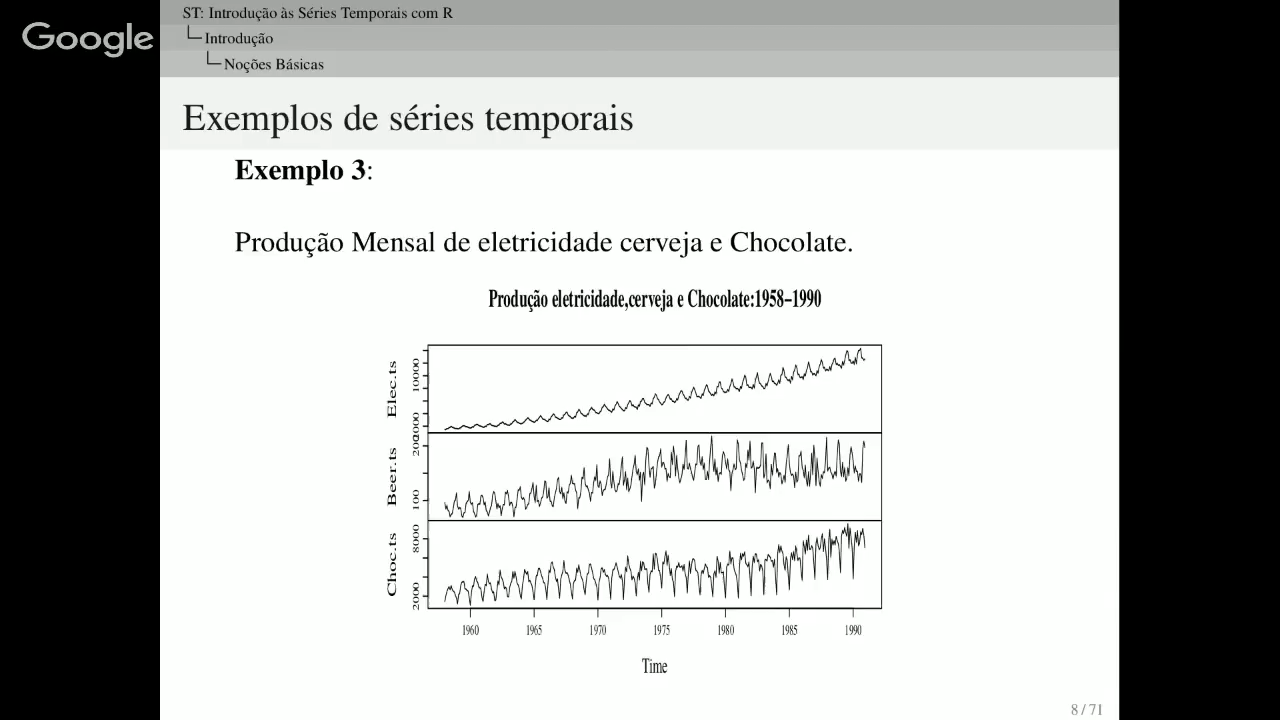 Google
ST: Introdução às Séries Temporais com R
Introdução
Noções Básicas
Exemplos de séries temporais
Exemplo 3:
Produção Mensal de eletricidade cerveja e Chocolate.
Produção eletricidade,cerveja e Chocolate:1958–1990
Elec.ts
2000 10000
Beer.ts
100 200
Choc.ts
2000 8000
1960 1965 1970 1975 1980 1985 1990
Time
8 / 71